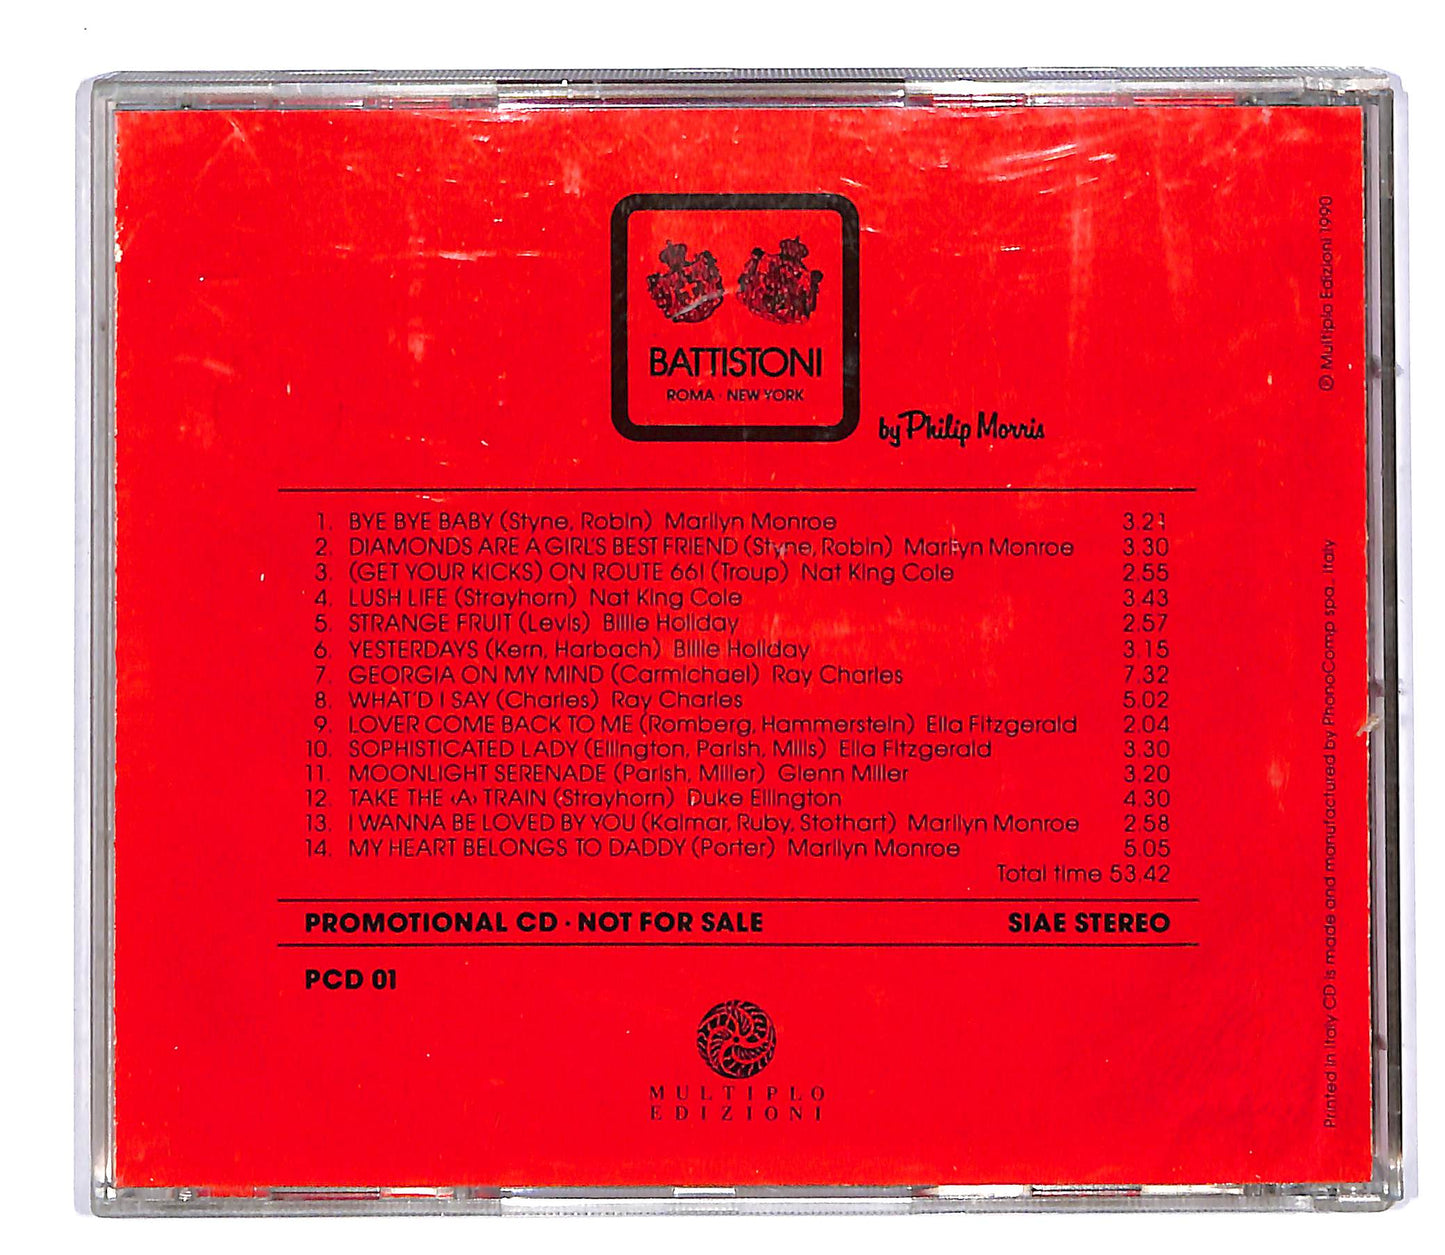 BATTISTONI
ROMA · NEW YORK
by Philip Morris
1. BYE BYE BABY (Styne, Robin) Marilyn Monroe 3.21
2. DIAMONDS ARE A GIRL'S BEST FRIEND (Styne, Robin) Marilyn Monroe 3.30
3. (GET YOUR KICKS) ON ROUTE 66! (Troup) Nat King Cole 2.55
4. LUSH LIFE (Strayhorn) Nat King Cole 3.43
5. STRANGE FRUIT (Levis) Billie Holiday 2.57
6. YESTERDAYS (Kern, Harbach) Billie Holiday 3.15
7. GEORGIA ON MY MIND (Carmichael) Ray Charles 7.32
8. WHAT'D I SAY (Charles) Ray Charles 5.02
9. LOVER COME BACK TO ME (Romberg, Hammerstein) Ella Fitzgerald 2.04
10. SOPHISTICATED LADY (Ellington, Parish, Mills) Ella Fitzgerald 3.30
11. MOONLIGHT SERENADE (Parish, Miller) Glenn Miller 3.20
12. TAKE THE ‹A› TRAIN (Strayhorn) Duke Ellington 4.30
13. I WANNA BE LOVED BY YOU (Kalmar, Ruby, Stothart) Marilyn Monroe 2.58
14. MY HEART BELONGS TO DADDY (Porter) Marilyn Monroe 5.05
Total time 53.42
PROMOTIONAL CD · NOT FOR SALE SIAE STEREO
PCD 01
MULTIPLO
EDIZIONI
Printed in Italy CD is made and manufactured by PhonoComp spa., Italy
℗ Multiplo Edizioni 1990